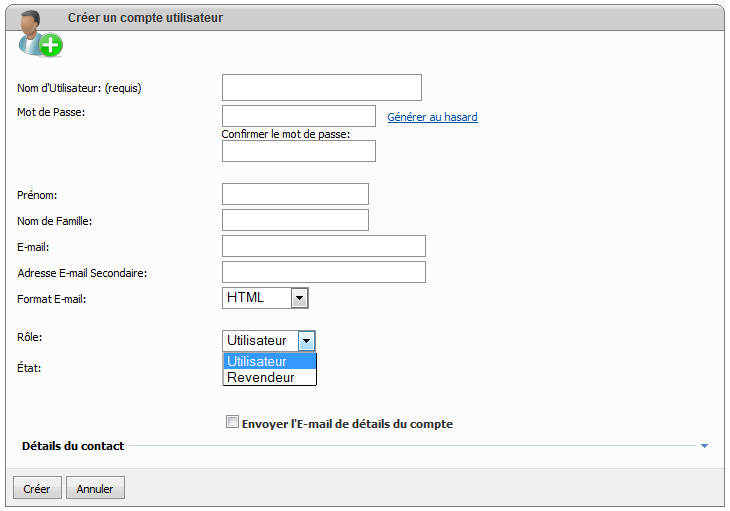 Créer un compte utilisateur
Nom d'Utilisateur: (requis)
Mot de Passe:
Générer au hasard
Confirmer le mot de passe:
Prénom:
Nom de Famille:
E-mail:
Adresse E-mail Secondaire:
Format E-mail: HTML
Rôle: Utilisateur
Utilisateur
État:
Revendeur
Envoyer l'E-mail de détails du compte
Détails du contact
Créer Annuler